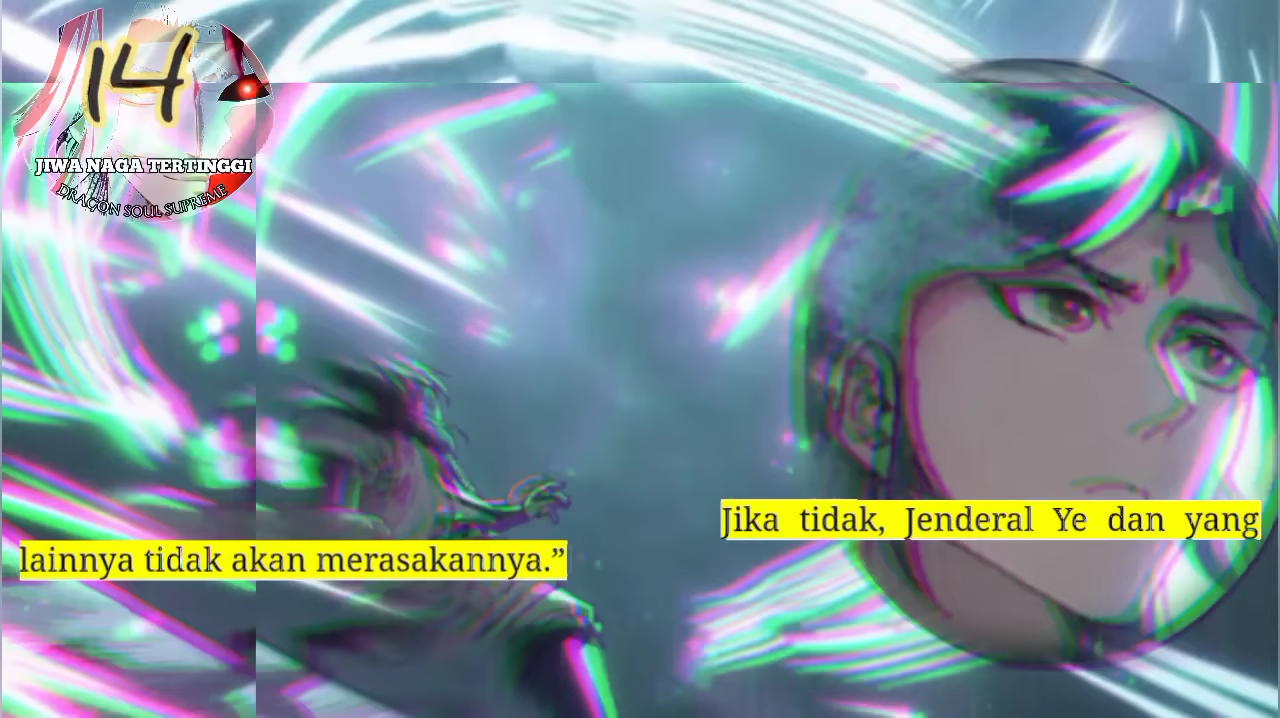 14
JIWA NAGA TERTINGGI
DRAGON SOUL SUPREME
Jika tidak, Jenderal Ye dan yang
lainnya tidak akan merasakannya.”